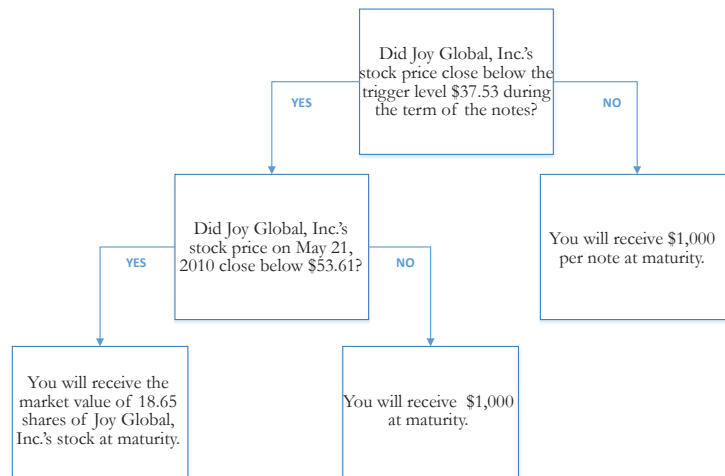 Did Joy Global, Inc.'s
stock price close below the
trigger level $37.53 during
the term of the notes?
YES
NO
Did Joy Global, Inc.'s
stock price on May 21,
2010 close below $53.61?
You will receive $1,000
per note at maturity.
YES
NO
You will receive the
market value of 18.65
shares of Joy Global,
Inc.'s stock at maturity.
You will receive $1,000
at maturity.